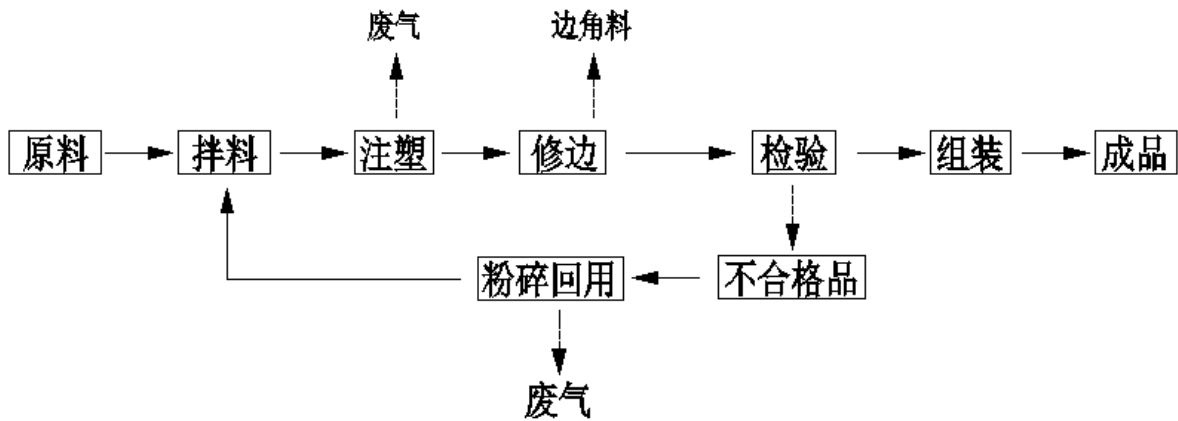 废气 边角料
原料 拌料 注塑 修边 检验 组装 成品
粉碎回用 不合格品
废气